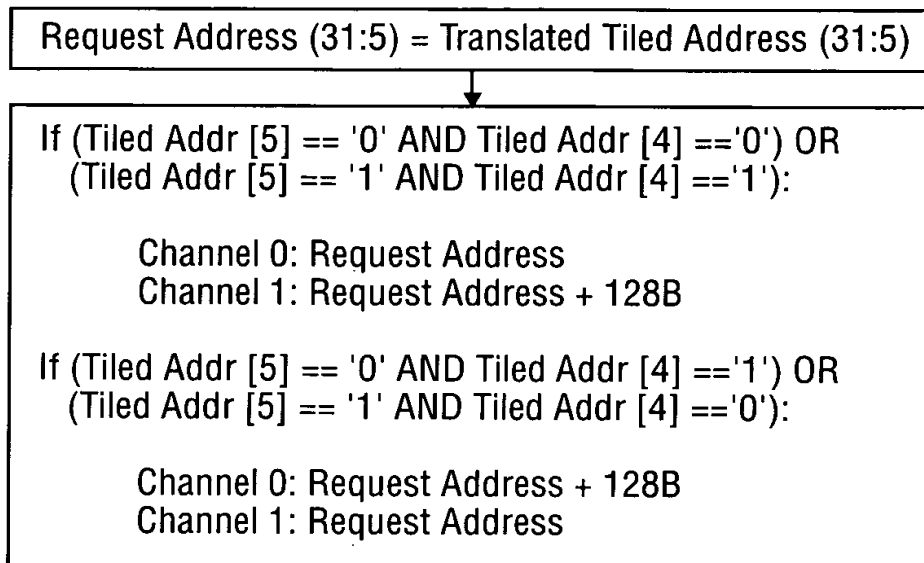 Request Address (31:5) = Translated Tiled Address (31:5)
If (Tiled Addr [5] == '0' AND Tiled Addr [4] =='0') OR
(Tiled Addr [5] == '1' AND Tiled Addr [4] =='1'):
Channel 0: Request Address
Channel 1: Request Address + 128B
If (Tiled Addr [5] == '0' AND Tiled Addr [4] =='1') OR
(Tiled Addr [5] == '1' AND Tiled Addr [4] =='0'):
Channel 0: Request Address + 128B
Channel 1: Request Address